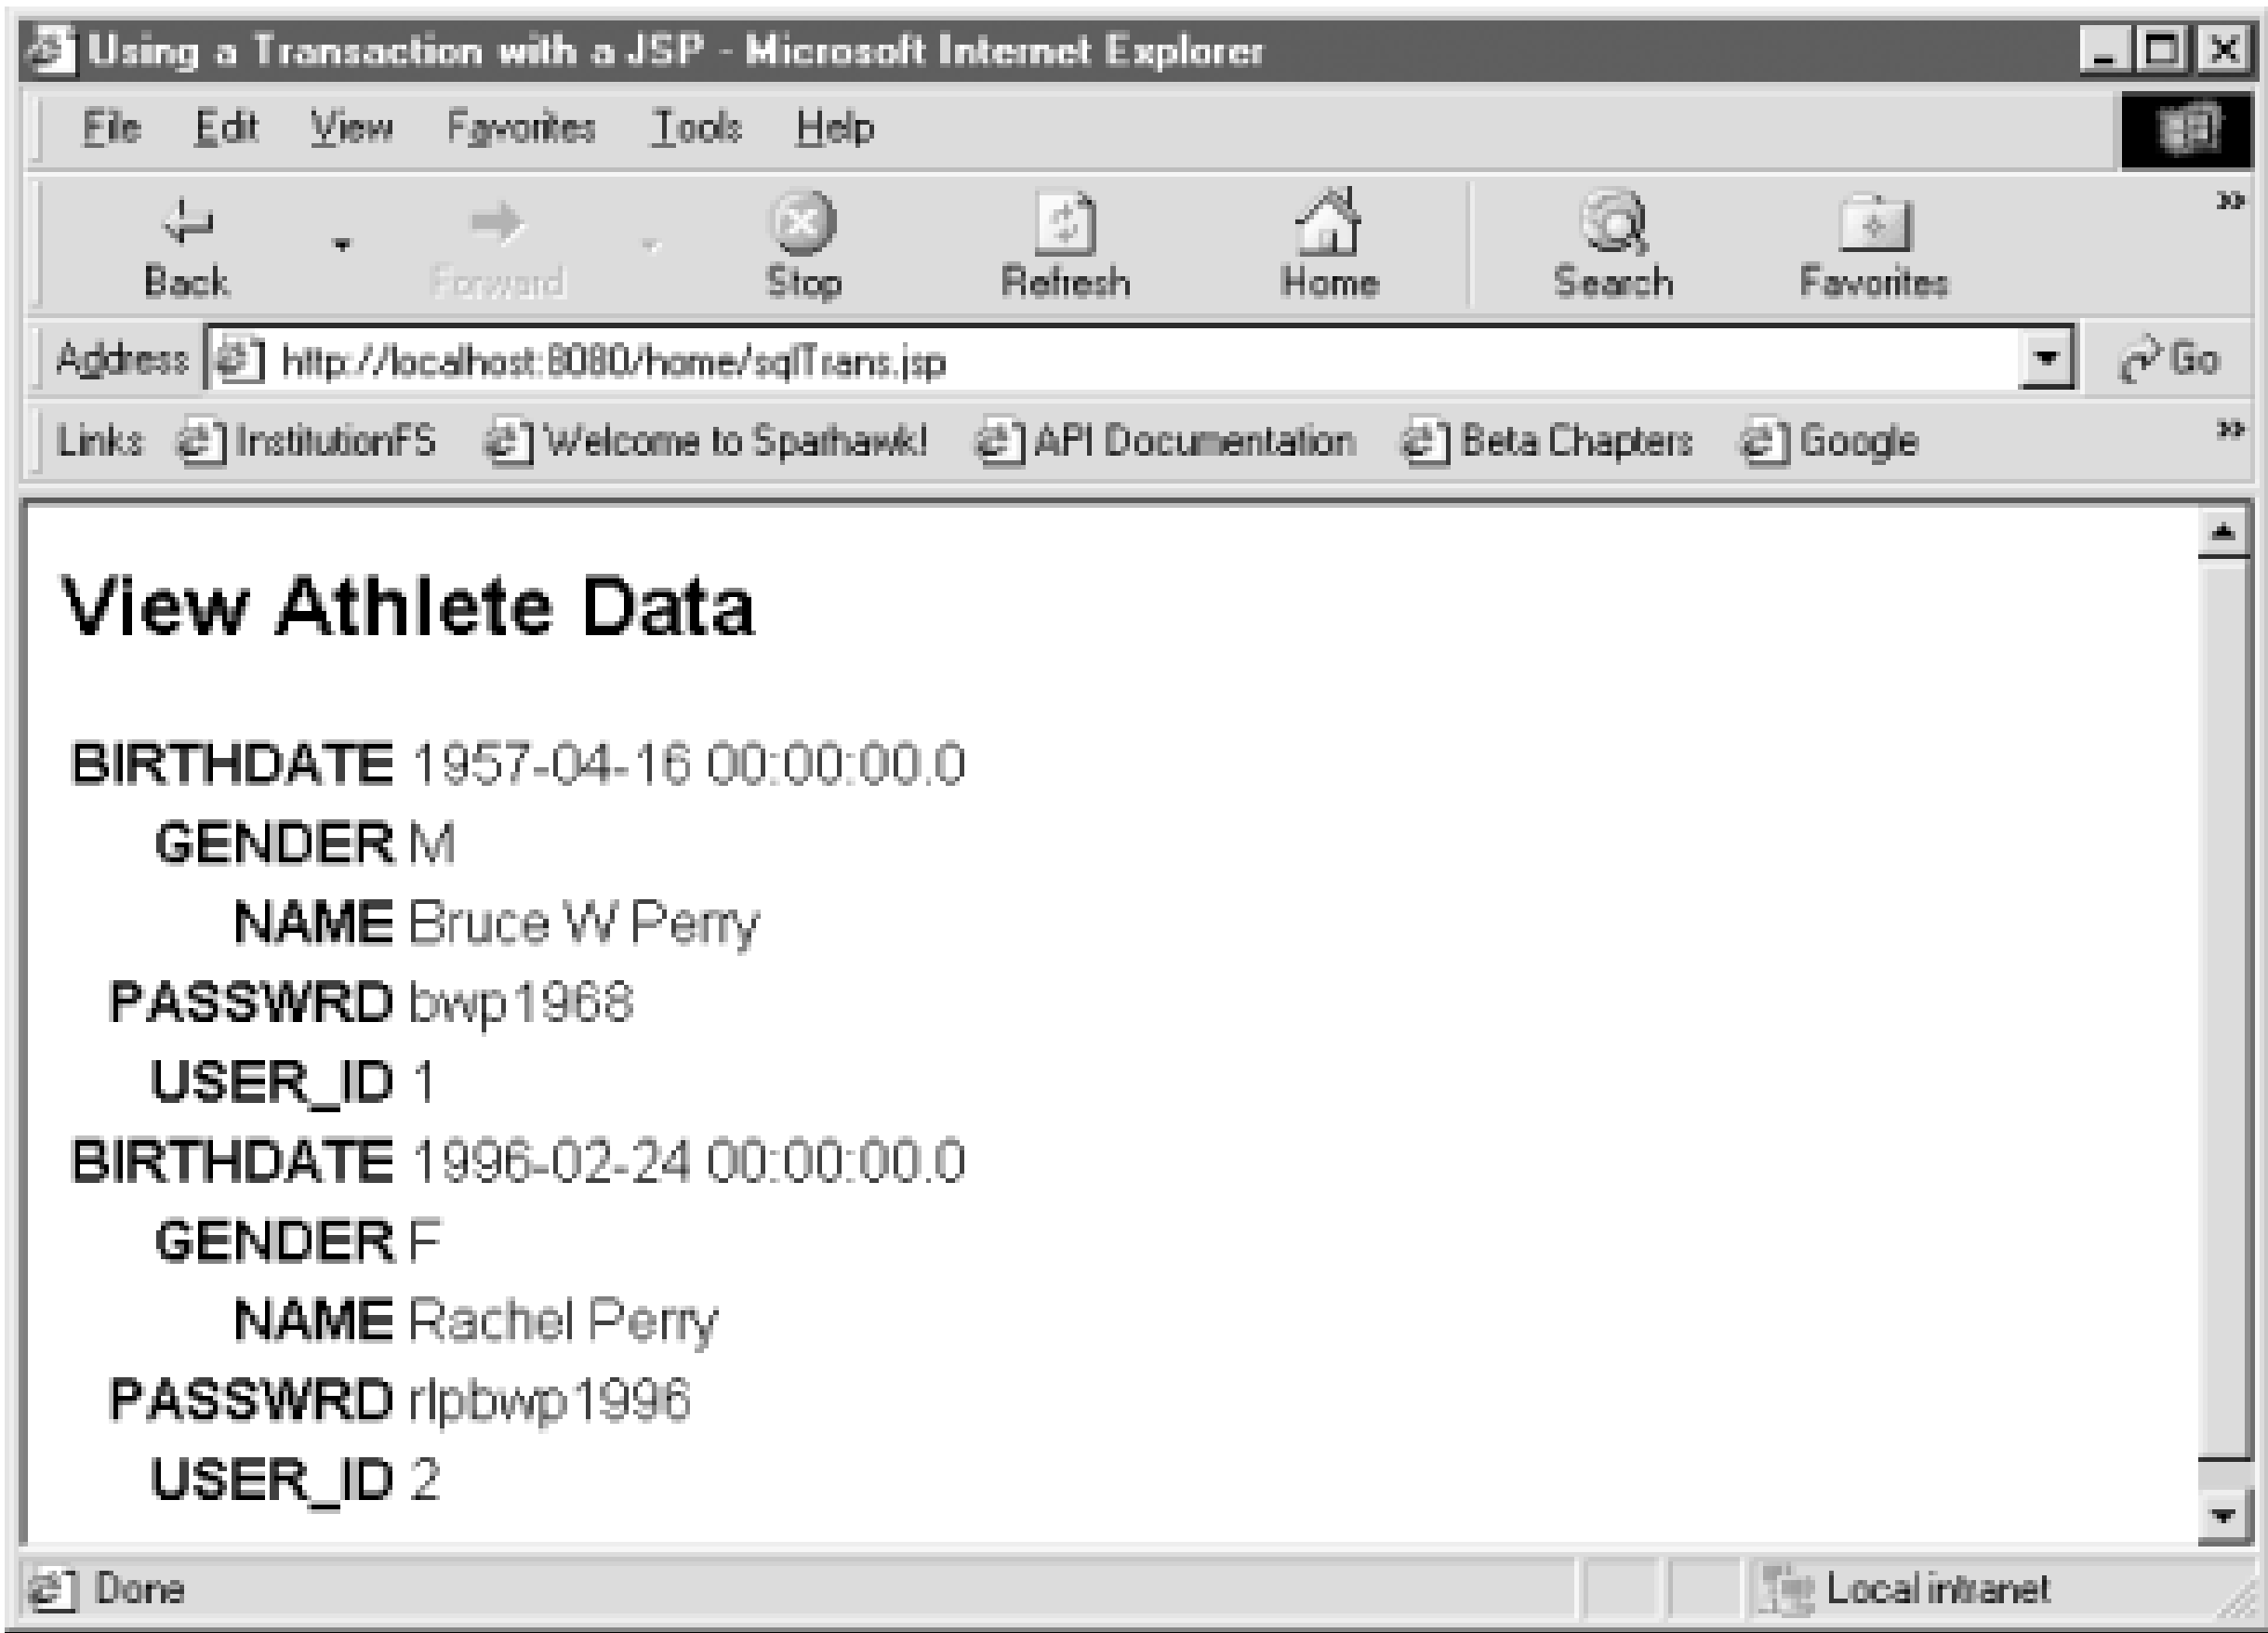 Using a Transaction with a JSP - Microsoft Internet Explorer
File Edit View Favorites Tools Help
Back Forward Stop Refresh Home Search Favorites »
Address http://localhost:8080/home/sqlTrans.jsp Go
Links InstitutionFS Welcome to Sparhawk! API Documentation Beta Chapters Google »
View Athlete Data
BIRTHDATE 1957-04-16 00:00:00.0
GENDER M
NAME Bruce W Perry
PASSWRD bwp1968
USER_ID 1
BIRTHDATE 1996-02-24 00:00:00.0
GENDER F
NAME Rachel Perry
PASSWRD rlpbwp1996
USER_ID 2
Done Local intranet